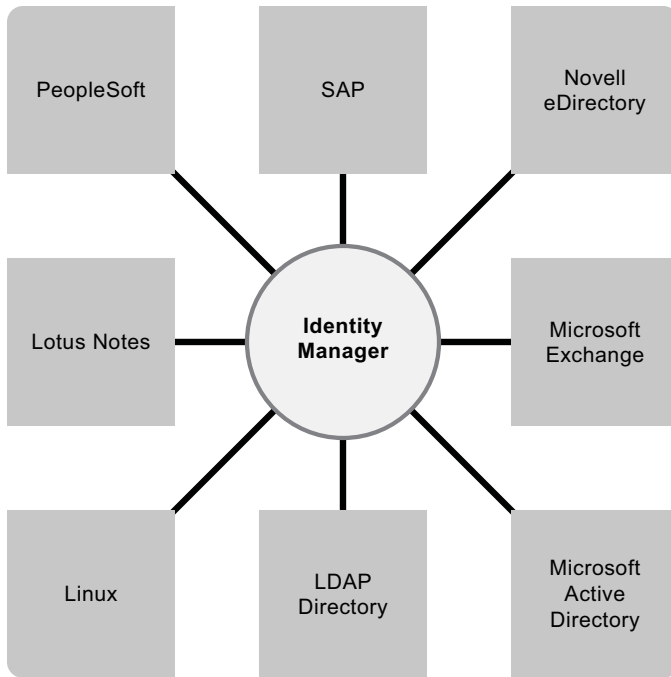 PeopleSoft
SAP
Novell
eDirectory
Lotus Notes
Identity
Manager
Microsoft
Exchange
Linux
LDAP
Directory
Microsoft
Active
Directory